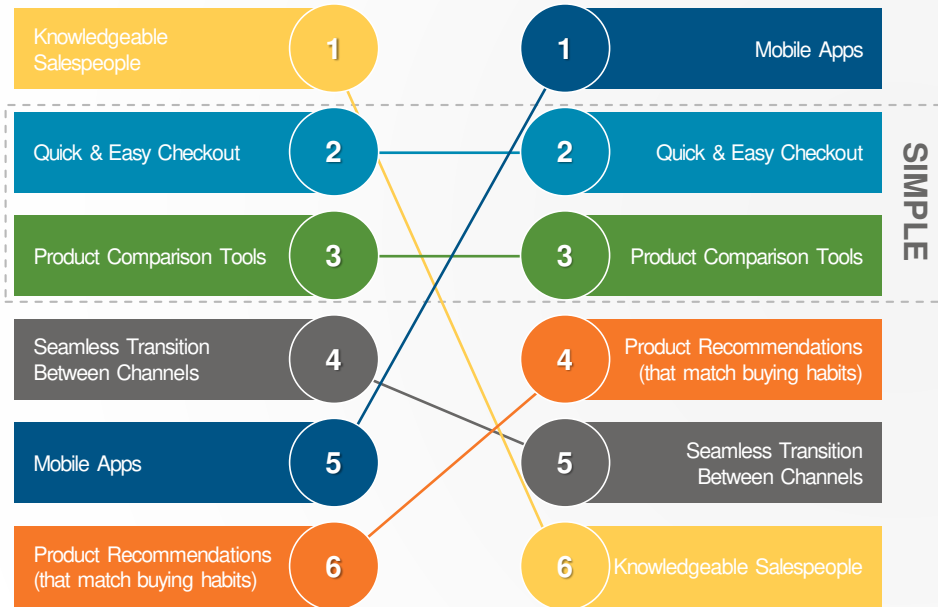 Knowledgeable
Salespeople
1
1
Mobile Apps
Quick & Easy Checkout
2
2
Quick & Easy Checkout
SIMPLE
Product Comparison Tools
3
3
Product Comparison Tools
Seamless Transition
Between Channels
4
4
Product Recommendations
(that match buying habits)
Mobile Apps
5
5
Seamless Transition
Between Channels
Product Recommendations
(that match buying habits)
6
6
Knowledgeable Salespeople